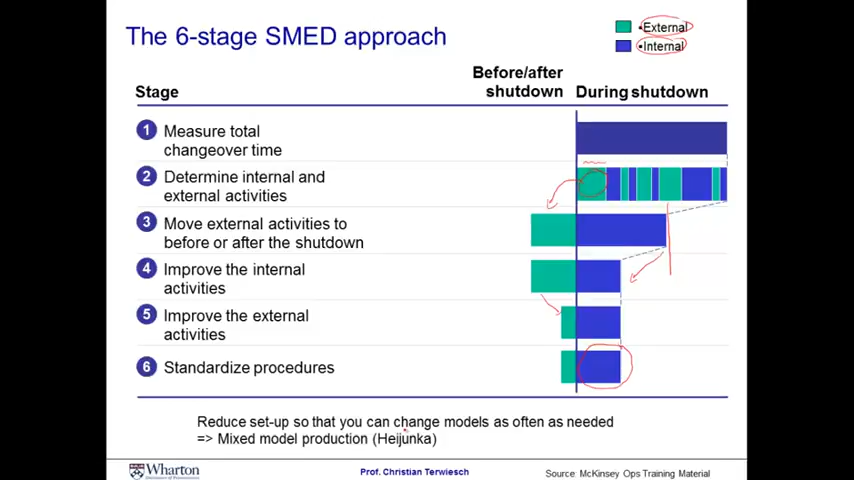 The 6-stage SMED approach
•External
•Internal
Stage
Before/after
shutdown
During shutdown
1 Measure total
changeover time
2 Determine internal and
external activities
3 Move external activities to
before or after the shutdown
4 Improve the internal
activities
5 Improve the external
activities
6 Standardize procedures
Reduce set-up so that you can change models as often as needed
=> Mixed model production (Heijunka)
Wharton
Prof. Christian Terwiesch
Source: McKinsey Ops Training Material